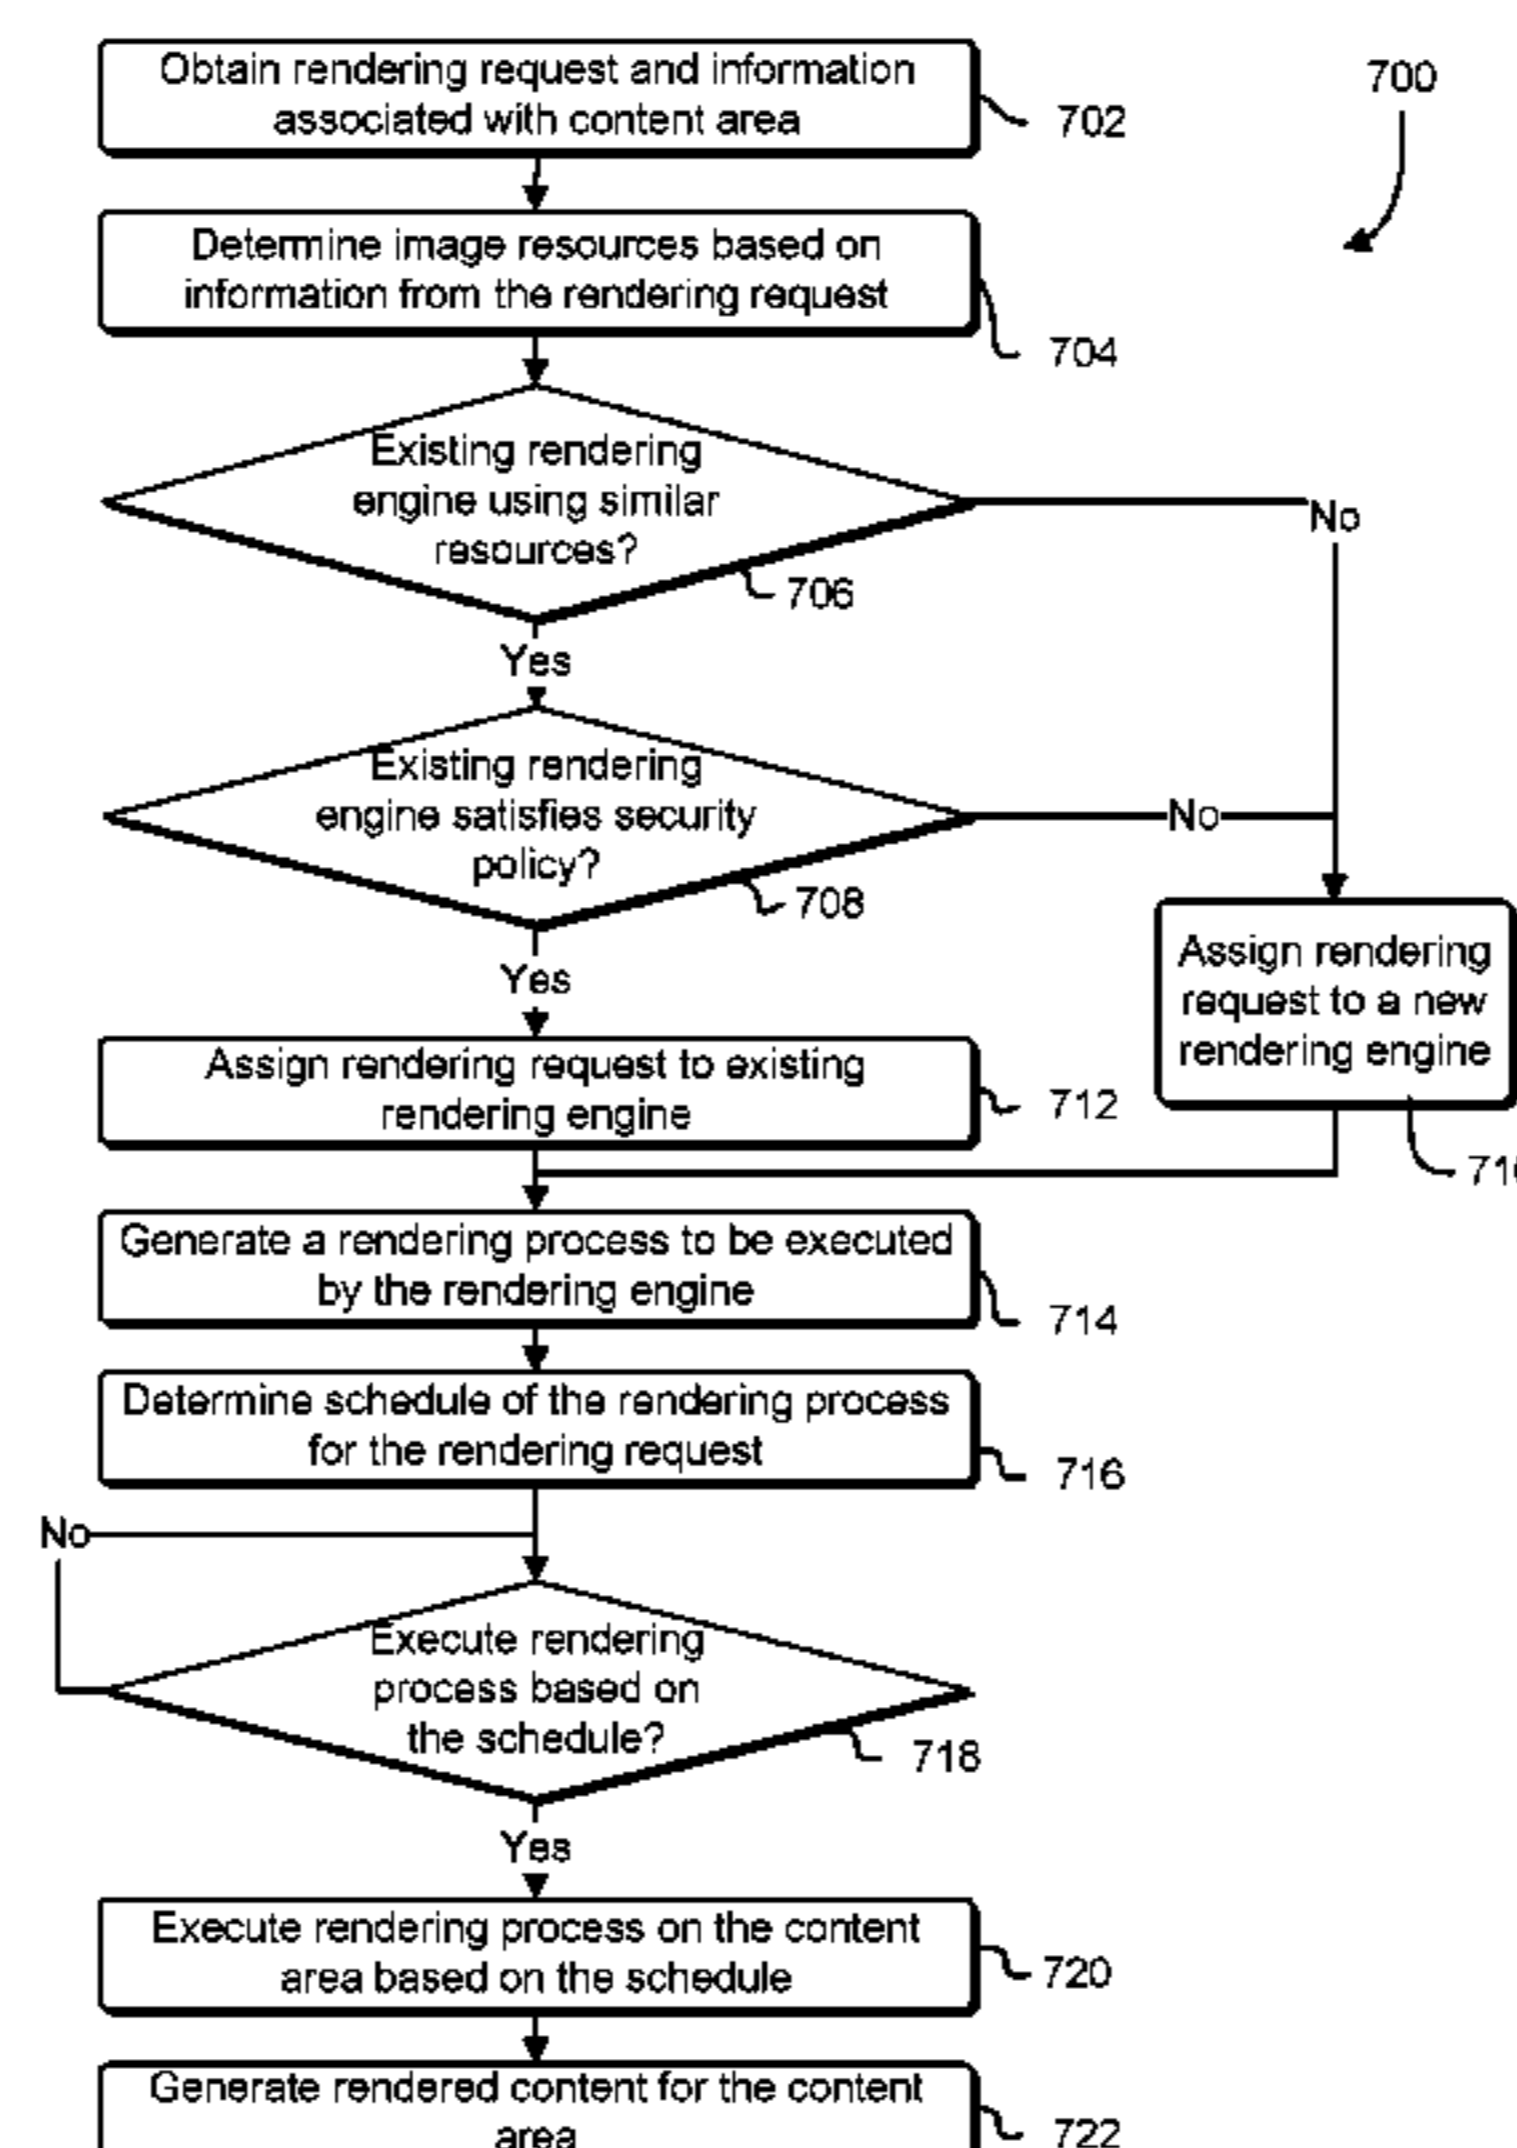 Obtain rendering request and information
associated with content area
702
700
Determine image resources based on
information from the rendering request
704
Existing rendering
engine using similar
resources?
706
No
Yes
Existing rendering
engine satisfies security
policy?
708
No
Yes
Assign rendering
request to a new
rendering engine
Assign rendering request to existing
rendering engine
712
Generate a rendering process to be executed
by the rendering engine
714
Determine schedule of the rendering process
for the rendering request
716
No
Execute rendering
process based on
the schedule?
718
Yes
Execute rendering process on the content
area based on the schedule
720
Generate rendered content for the content
area
722